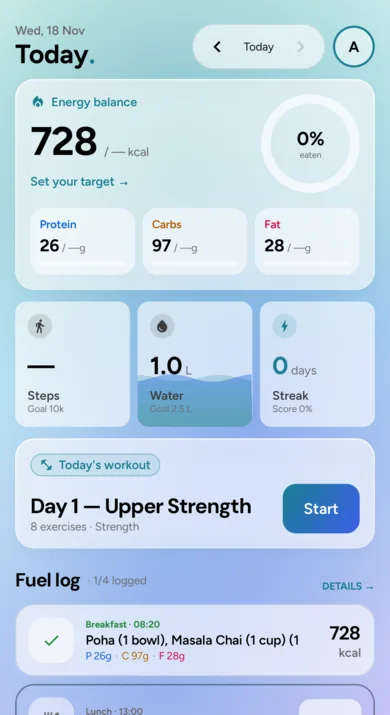 Wed, 18 Nov
Today.
Today
A
Energy balance
728 / — kcal
0%
eaten
Set your target →
Protein
26 / —g
Carbs
97 / —g
Fat
28 / —g
—
Steps
Goal 10k
1.0 L
Water
Goal 2.5 L
0 days
Streak
Score 0%
Today's workout
Day 1 — Upper Strength
8 exercises · Strength
Start
Fuel log · 1/4 logged
DETAILS →
Breakfast · 08:20
Poha (1 bowl), Masala Chai (1 cup) (1
P 26g · C 97g · F 28g
728
kcal
Lunch · 13:00